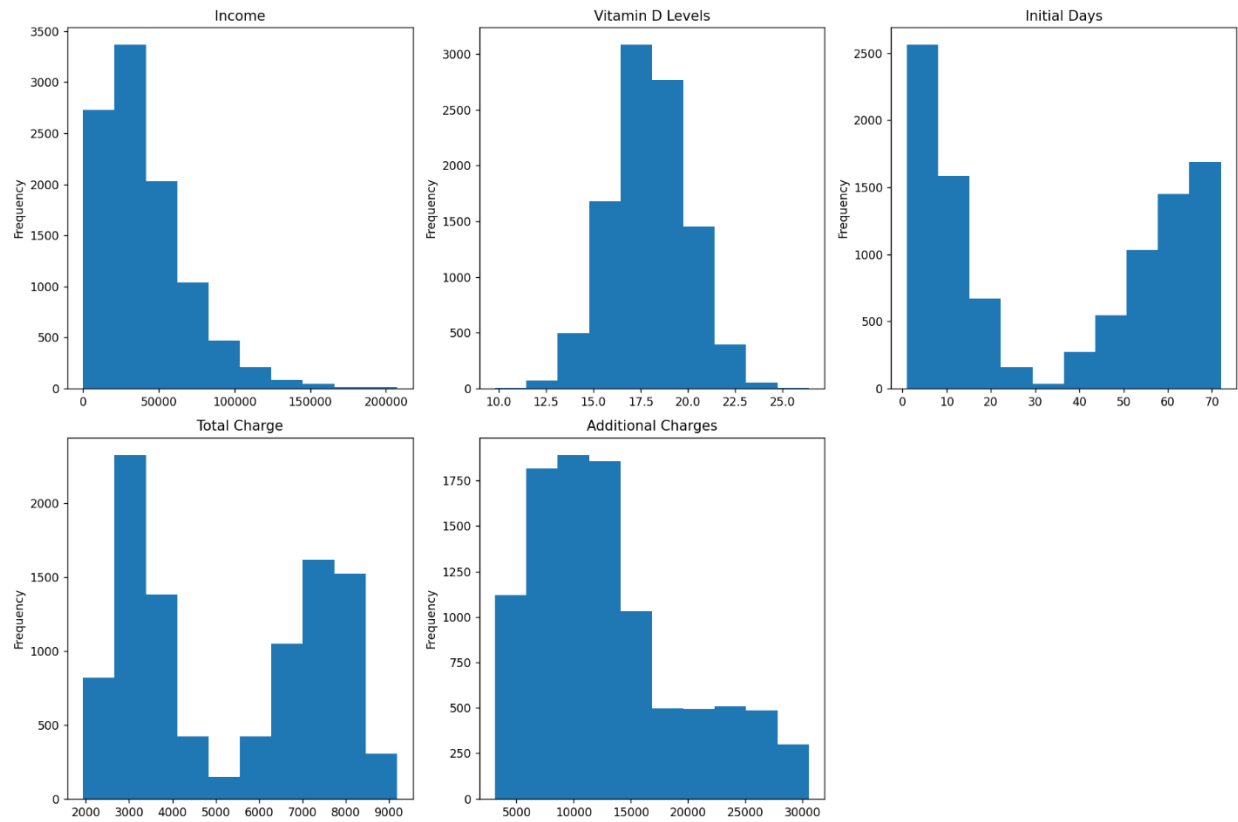 Income
Vitamin D Levels
Initial Days
Frequency
3500
3000
2500
2000
1500
1000
500
0
0 50000 100000 150000 200000
Frequency
3000
2500
2000
1500
1000
500
0
10.0 12.5 15.0 17.5 20.0 22.5 25.0
Frequency
2500
2000
1500
1000
500
0
0 10 20 30 40 50 60 70
Total Charge
Additional Charges
Frequency
2000
1500
1000
500
0
2000 3000 4000 5000 6000 7000 8000 9000
Frequency
1750
1500
1250
1000
750
500
250
0
5000 10000 15000 20000 25000 30000